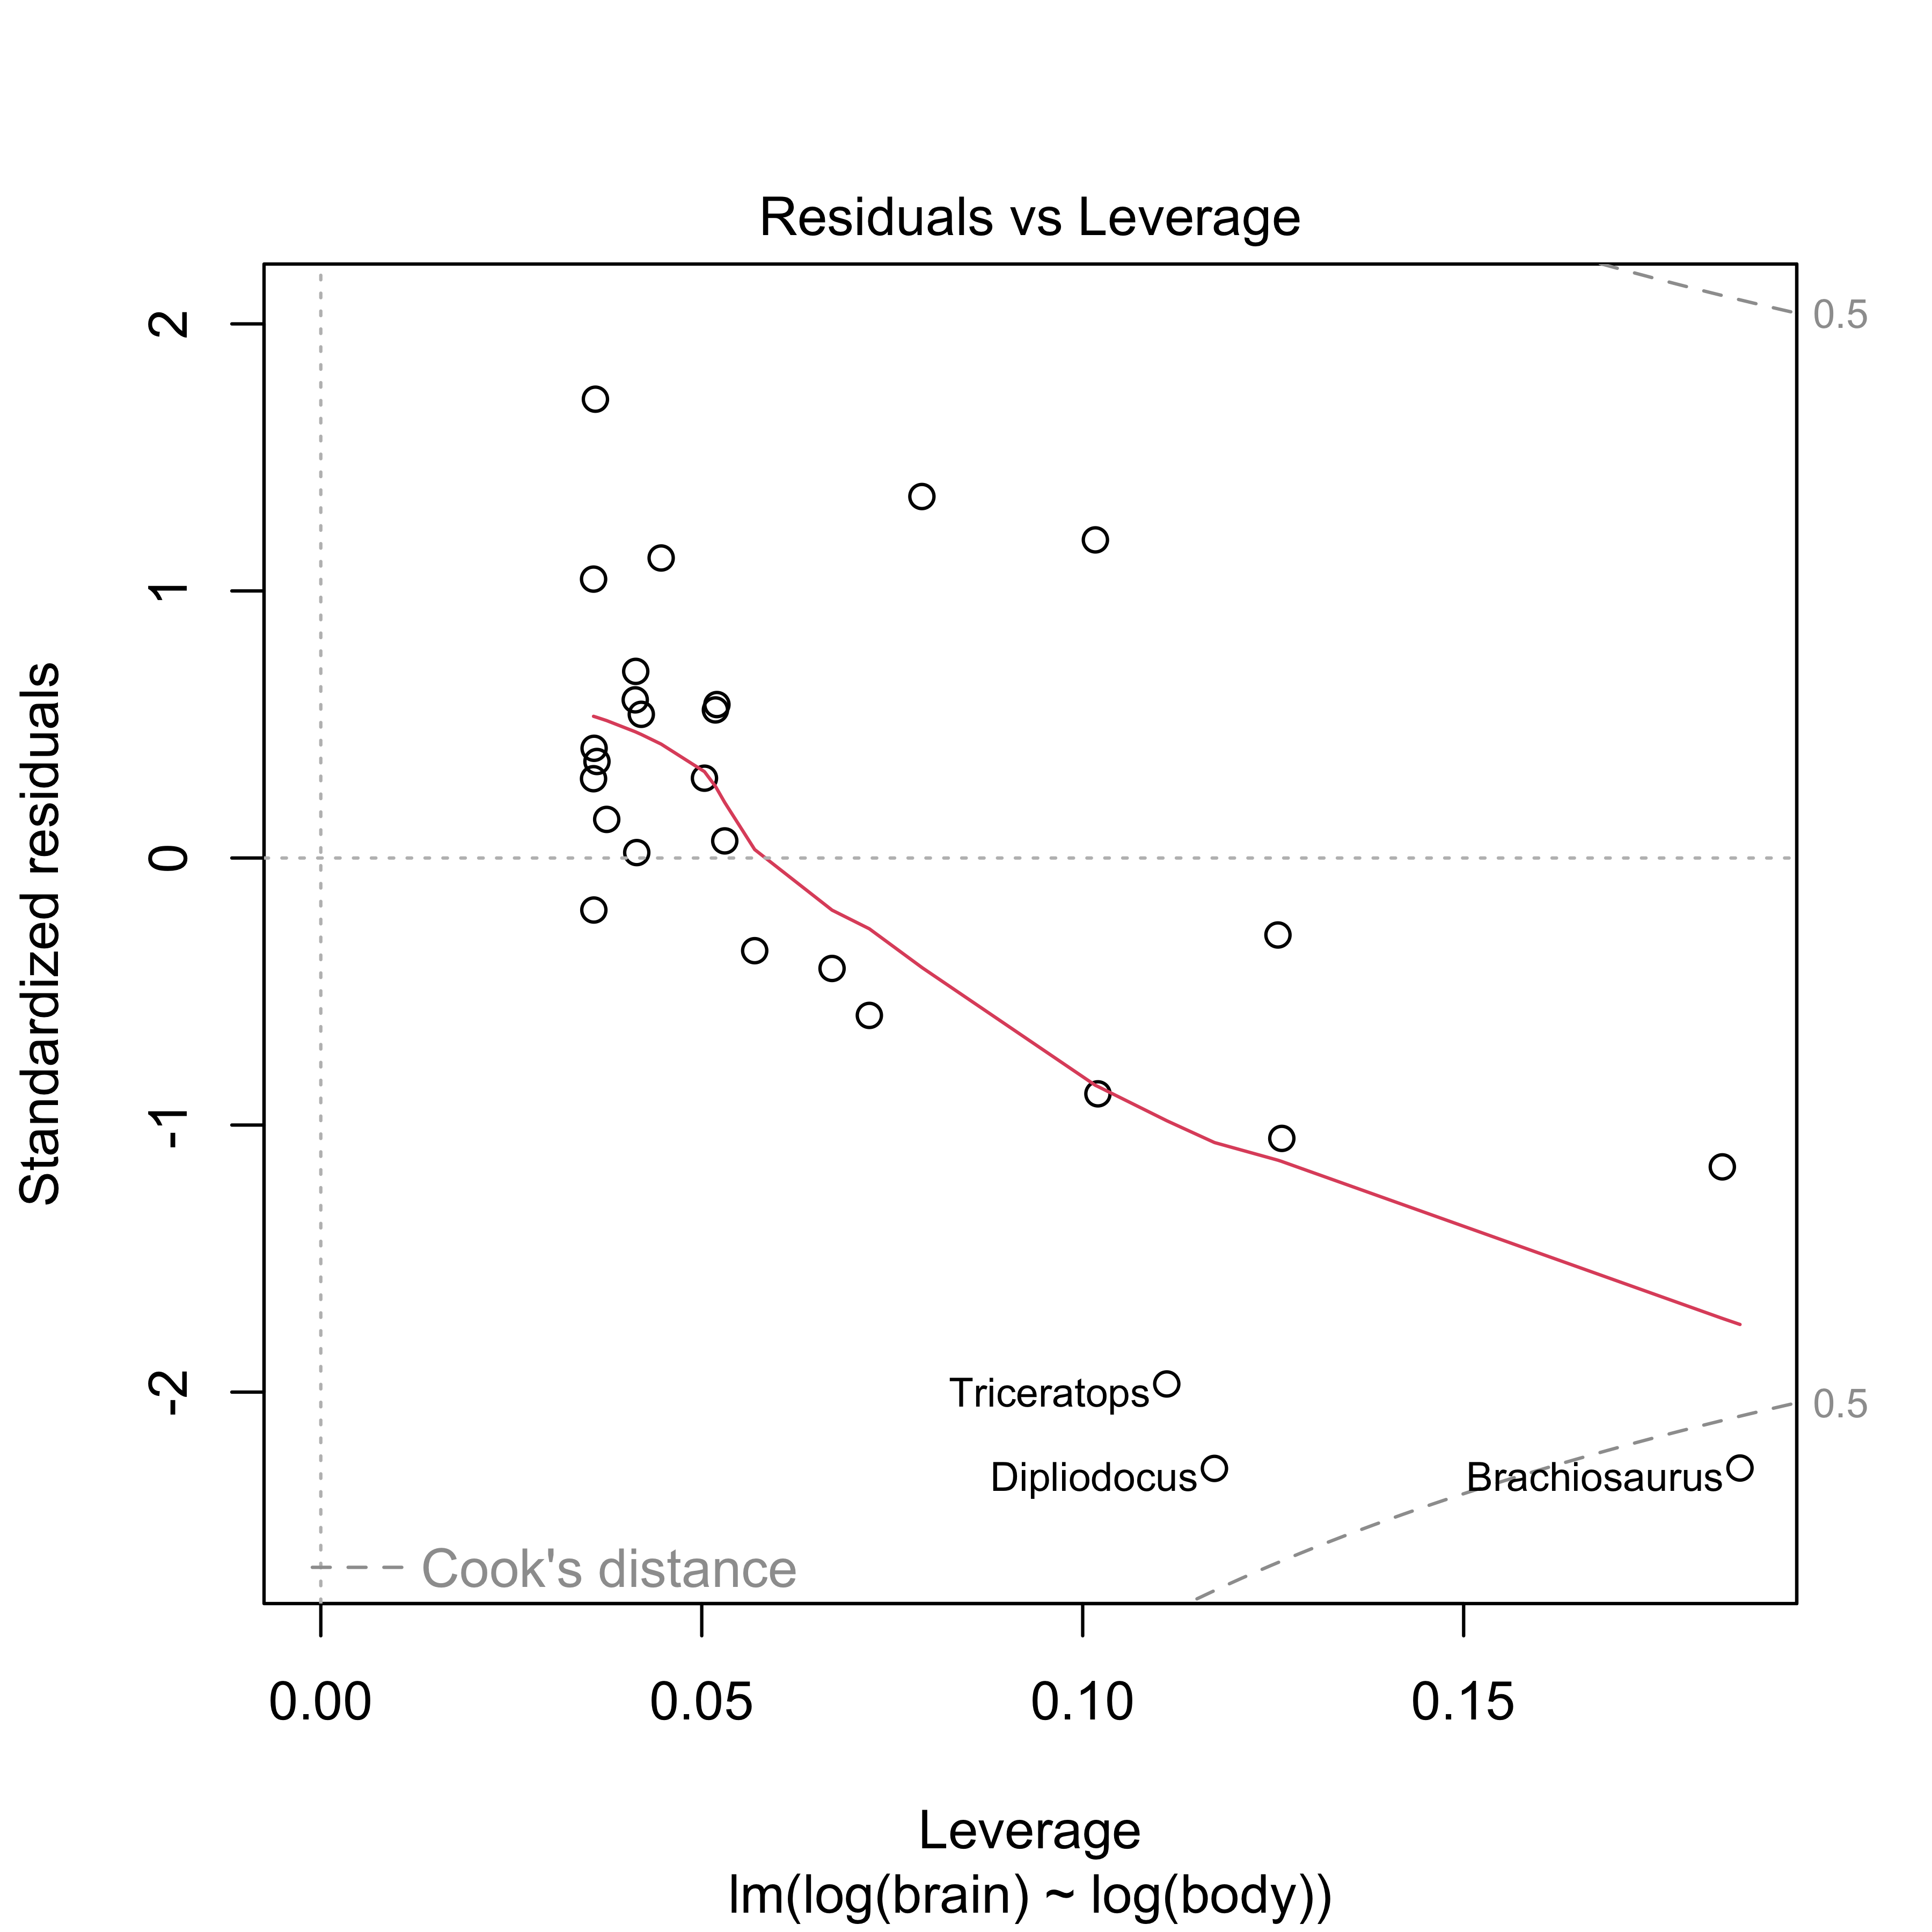 Residuals vs Leverage
2
1
0
-1
-2
Standardized residuals
0.5
0.5
Triceratops
Dipliodocus
Brachiosaurus
Cook's distance
0.00 0.05 0.10 0.15
Leverage
lm(log(brain) ~ log(body))